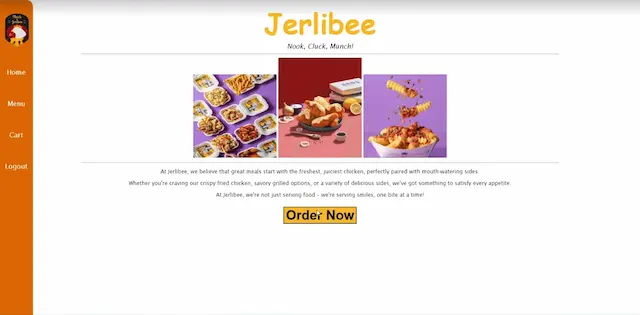 Jerlibee
Nook, Cluck, Munch!
Home
Menu
Cart
Logout
At Jerlibee, we believe that great meals start with the freshest, juiciest chicken, perfectly paired with mouth-watering sides.
Whether you're craving our crispy fried chicken, savory grilled options, or a variety of delicious sides, we've got something to satisfy every appetite.
At Jerlibee, we're not just serving food – we're serving smiles, one bite at a time!
Order Now